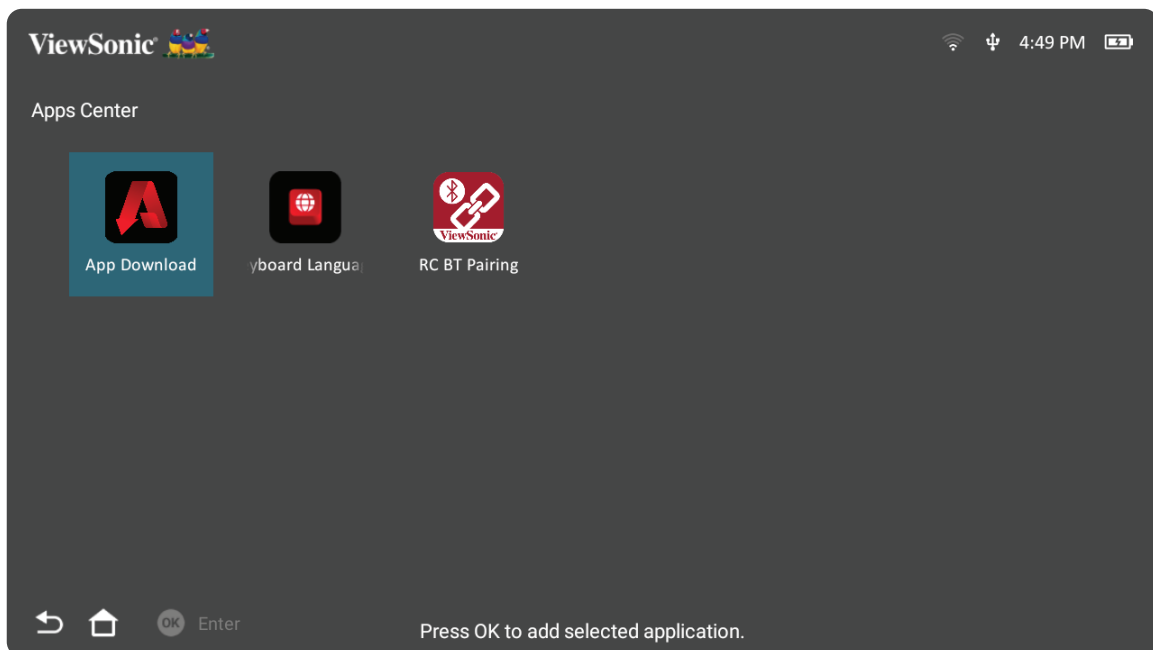 ViewSonic
4:49 PM
Apps Center
ViewSonic
App Download
yboard Langua
RC BT Pairing
OK Enter
Press OK to add selected application.